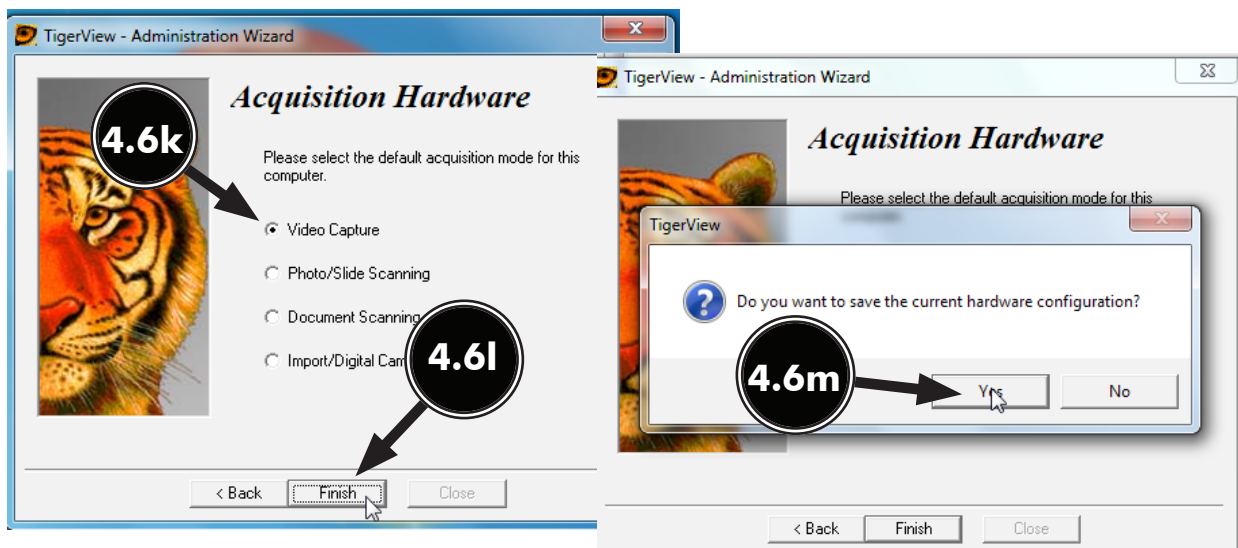 TigerView - Administration Wizard
Acquisition Hardware
Please select the default acquisition mode for this
computer.
4.6k
Video Capture
Photo/Slide Scanning
Document Scanning
Import/Digital Cam
4.6l
< Back Finish Close
TigerView - Administration Wizard
Acquisition Hardware
Please select the default acquisition mode for this
computer.
TigerView
Do you want to save the current hardware configuration?
4.6m
Yes No
< Back Finish Close